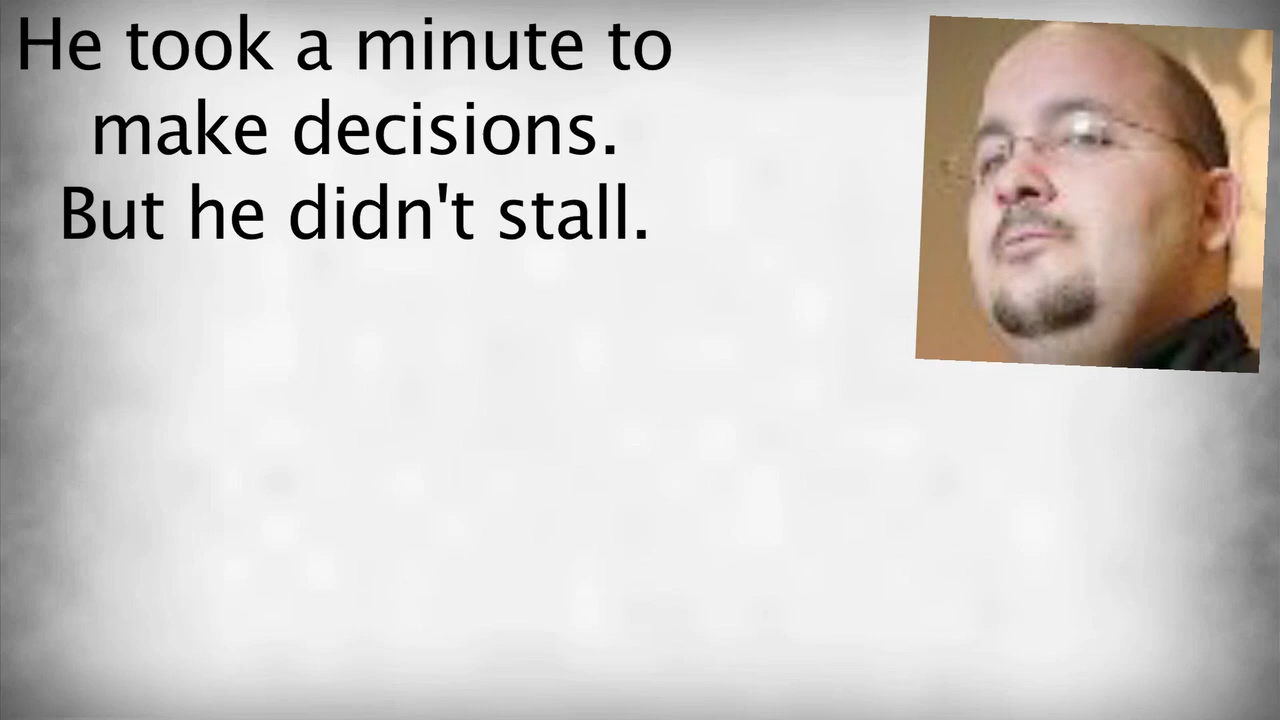 He took a minute to
make decisions.
But he didn't stall.